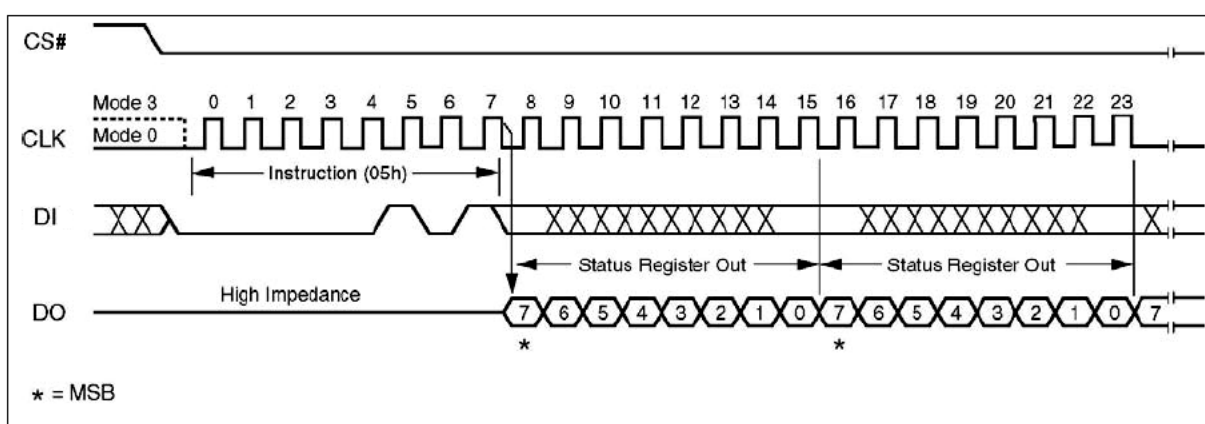 CS#
Mode 3 0 1 2 3 4 5 6 7 8 9 10 11 12 13 14 15 16 17 18 19 20 21 22 23
CLK Mode 0
Instruction (05h)
DI
Status Register Out Status Register Out
High Impedance
DO 7 6 5 4 3 2 1 0 7 6 5 4 3 2 1 0 7
* *
* = MSB